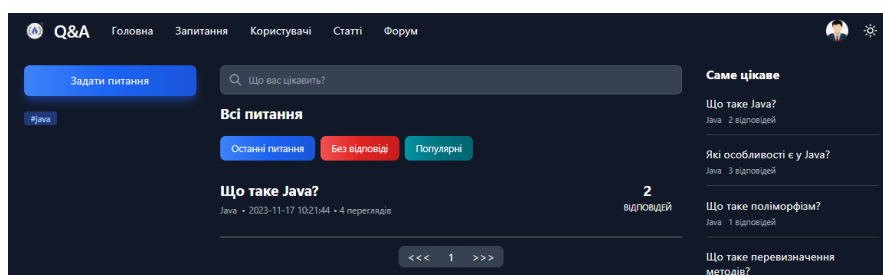 Q&A Головна Запитання Користувачі Статті Форум
Задати питання
#java
Що вас цікавить?
Всі питання
Останні питання Без відповіді Популярні
Що таке Java?
Java • 2023-11-17 10:21:44 • 4 переглядів
2
ВІДПОВІДЕЙ
<<< 1 >>>
Саме цікаве
Що таке Java?
Java 2 відповідей
Які особливості є у Java?
Java 3 відповідей
Що таке поліморфізм?
Java 1 відповідей
Що таке перевизначення
методів?